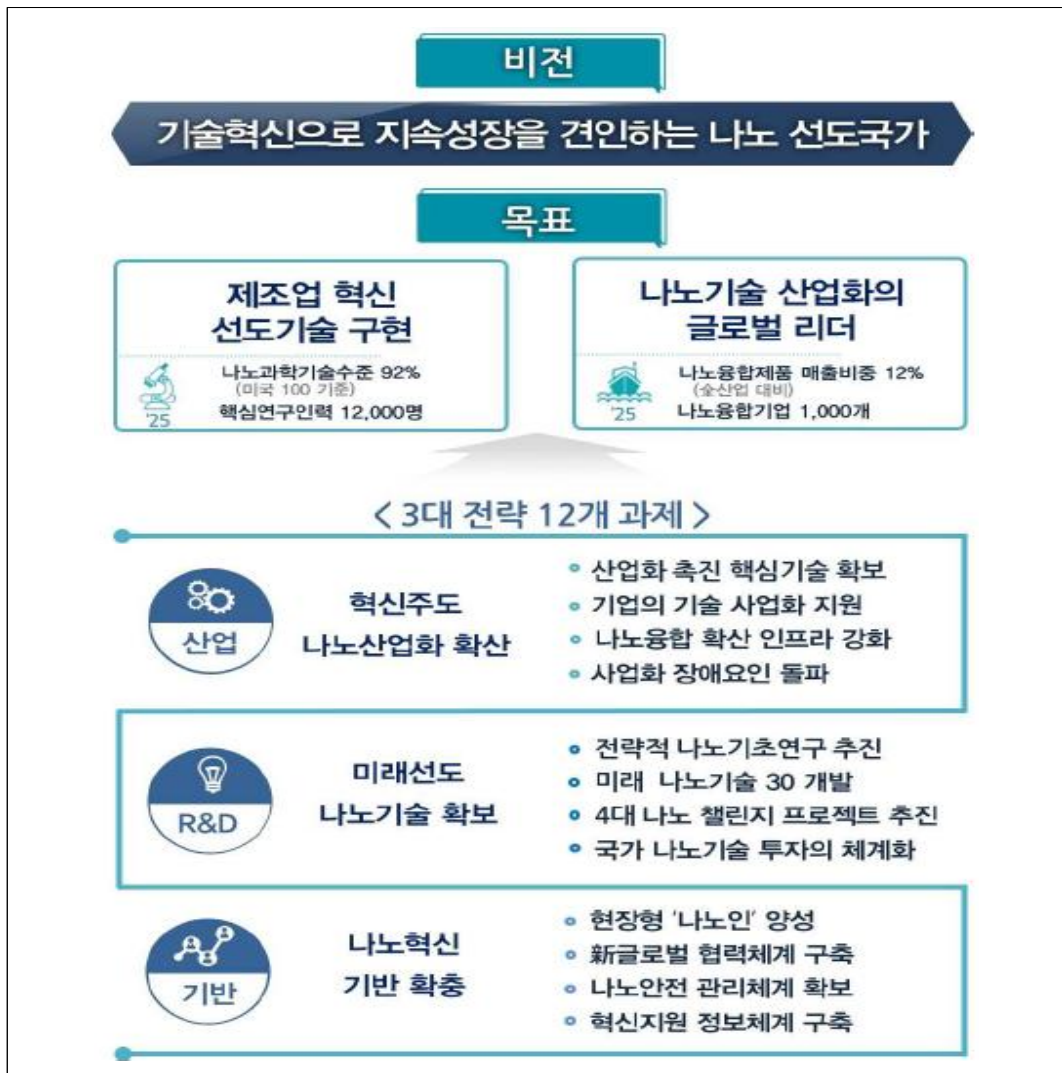 비전
기술혁신으로 지속성장을 견인하는 나노 선도국가
목표
제조업 혁신
선도기술 구현
나노과학기술수준 92%
(미국 100 기준)
핵심연구인력 12,000명
'25
나노기술 산업화의
글로벌 리더
나노융합제품 매출비중 12%
(全산업 대비)
나노융합기업 1,000개
'25
< 3대 전략 12개 과제 >
산업
혁신주도
나노산업화 확산
• 산업화 촉진 핵심기술 확보
• 기업의 기술 사업화 지원
• 나노융합 확산 인프라 강화
• 사업화 장애요인 돌파
R&D
미래선도
나노기술 확보
• 전략적 나노기초연구 추진
• 미래 나노기술 30 개발
• 4대 나노 챌린지 프로젝트 추진
• 국가 나노기술 투자의 체계화
기반
나노혁신
기반 확충
• 현장형 '나노인' 양성
• 新글로벌 협력체계 구축
• 나노안전 관리체계 확보
• 혁신지원 정보체계 구축